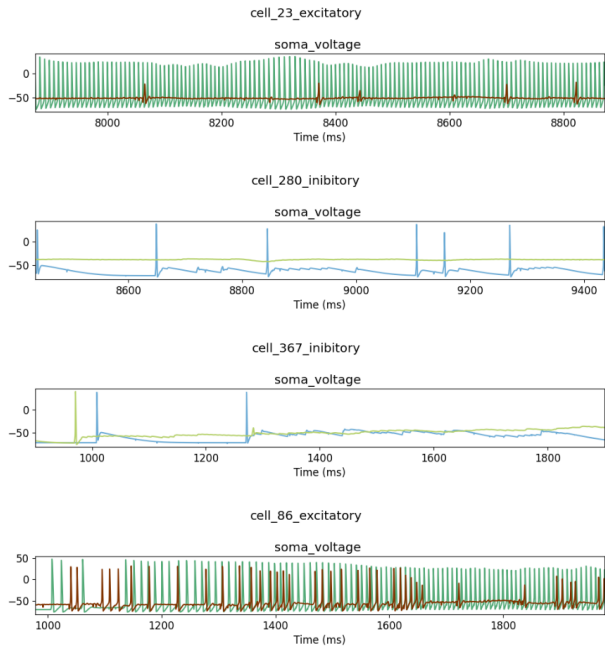 cell_23_excitatory
soma_voltage
0
−50
8000 8200 8400 8600 8800
Time (ms)
cell_280_inibitory
soma_voltage
0
−50
8600 8800 9000 9200 9400
Time (ms)
cell_367_inibitory
soma_voltage
0
−50
1000 1200 1400 1600 1800
Time (ms)
cell_86_excitatory
soma_voltage
50
0
−50
1000 1200 1400 1600 1800
Time (ms)